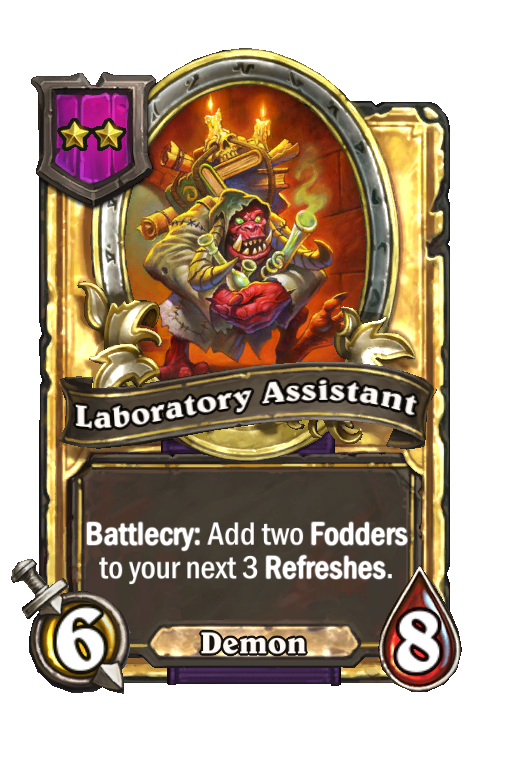 Laboratory Assistant
Battlecry: Add two Fodders
to your next 3 Refreshes.
6
Demon
8